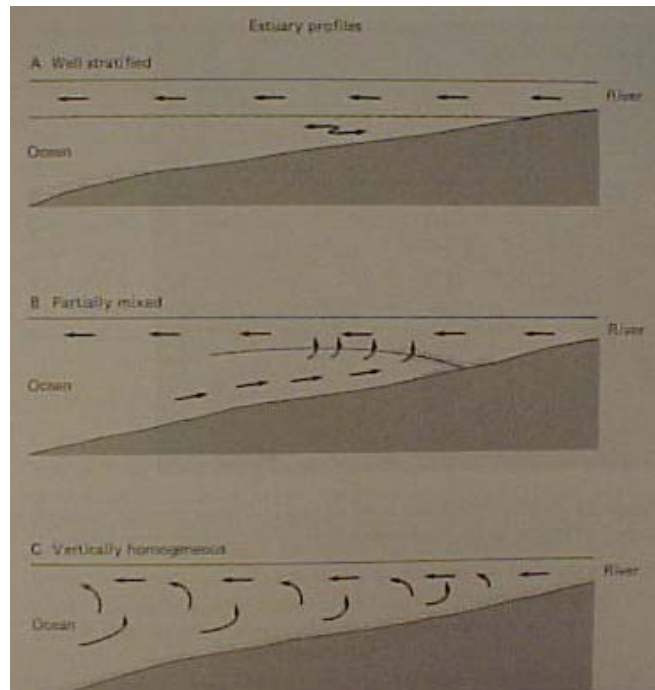 Estuary profiles
A Well stratified
River
Ocean
B Partially mixed
River
Ocean
C Vertically homogeneous
River
Ocean